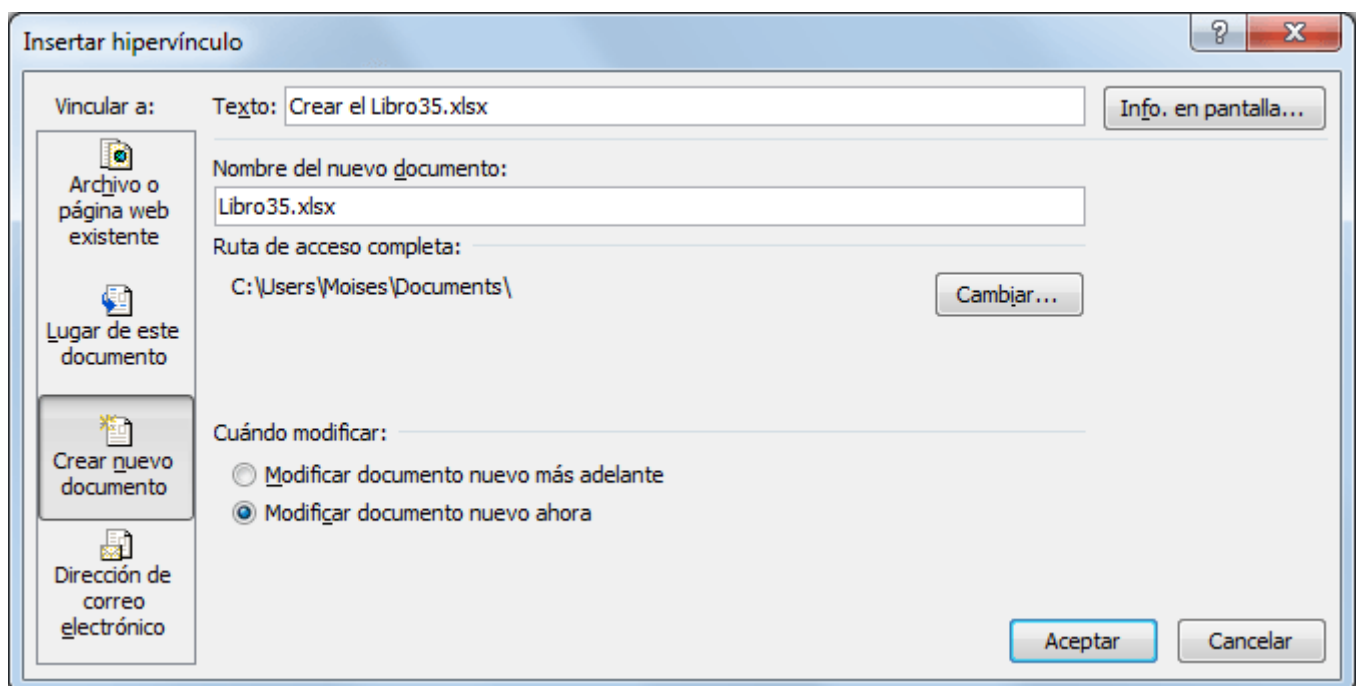 Insertar hipervínculo
Vincular a:
Texto: Crear el Libro35.xlsx
Info. en pantalla...
Archivo o
página web
existente
Nombre del nuevo documento:
Libro35.xlsx
Ruta de acceso completa:
C:\Users\Moises\Documents\
Cambiar...
Lugar de este
documento
Crear nuevo
documento
Cuándo modificar:
Modificar documento nuevo más adelante
Modificar documento nuevo ahora
Dirección de
correo
electrónico
Aceptar
Cancelar